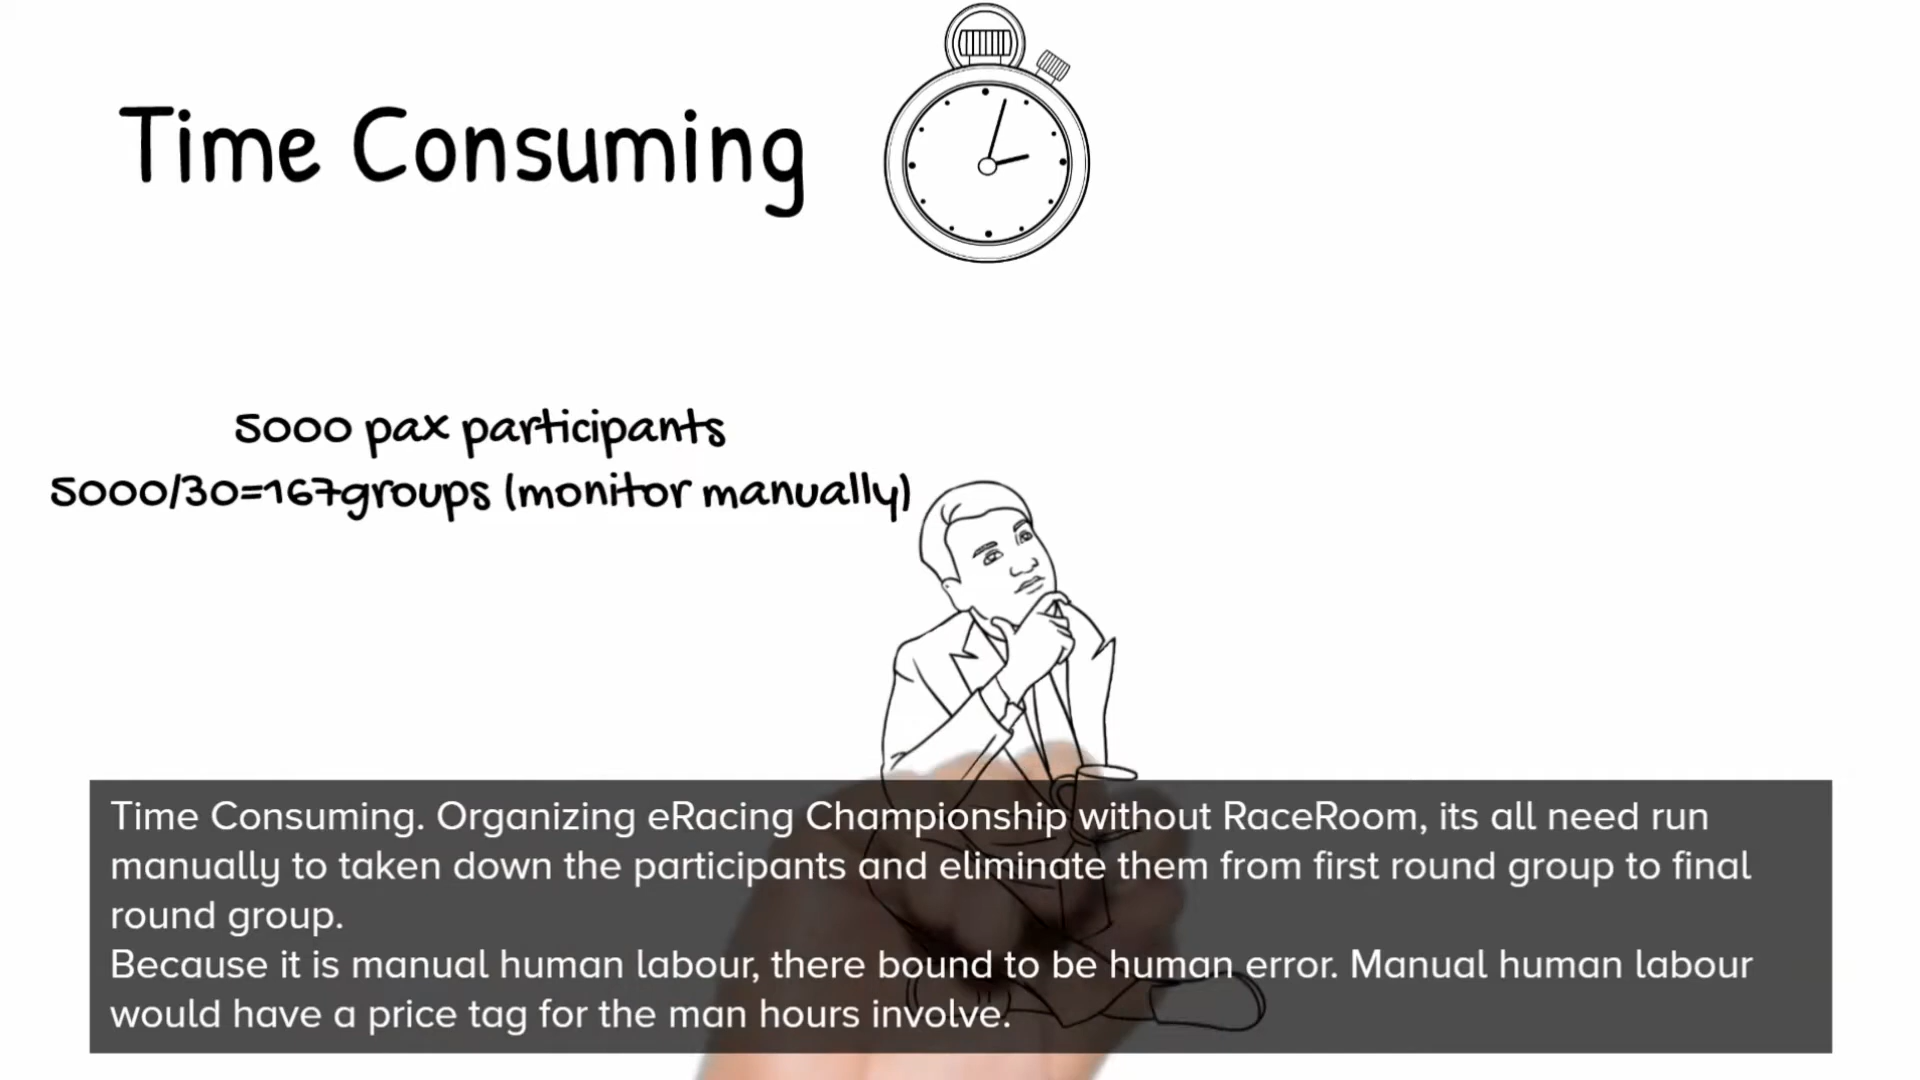 Time Consuming
5000 pax participants
5000/30=167groups (monitor manually)
Time Consuming. Organizing eRacing Championship without RaceRoom, its all need run
manually to taken down the participants and eliminate them from first round group to final
round group.
Because it is manual human labour, there bound to be human error. Manual human labour
would have a price tag for the man hours involve.